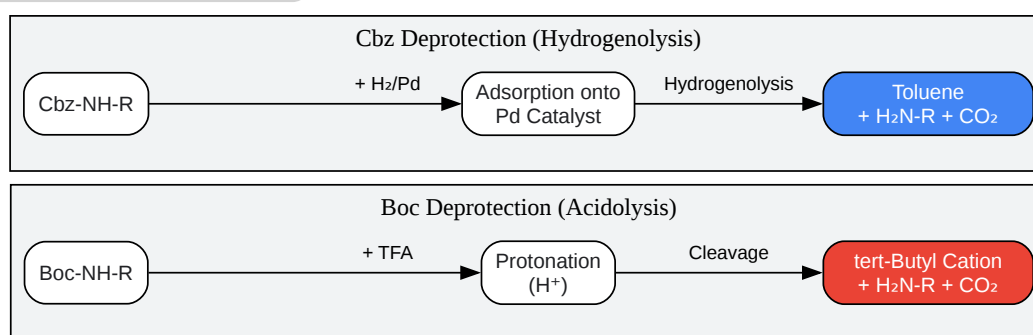 Cbz Deprotection (Hydrogenolysis)
Cbz-NH-R
+ H₂/Pd
Adsorption onto
Pd Catalyst
Hydrogenolysis
Toluene
+ H₂N-R + CO₂
Boc Deprotection (Acidolysis)
Boc-NH-R
+ TFA
Protonation
(H⁺)
Cleavage
tert-Butyl Cation
+ H₂N-R + CO₂